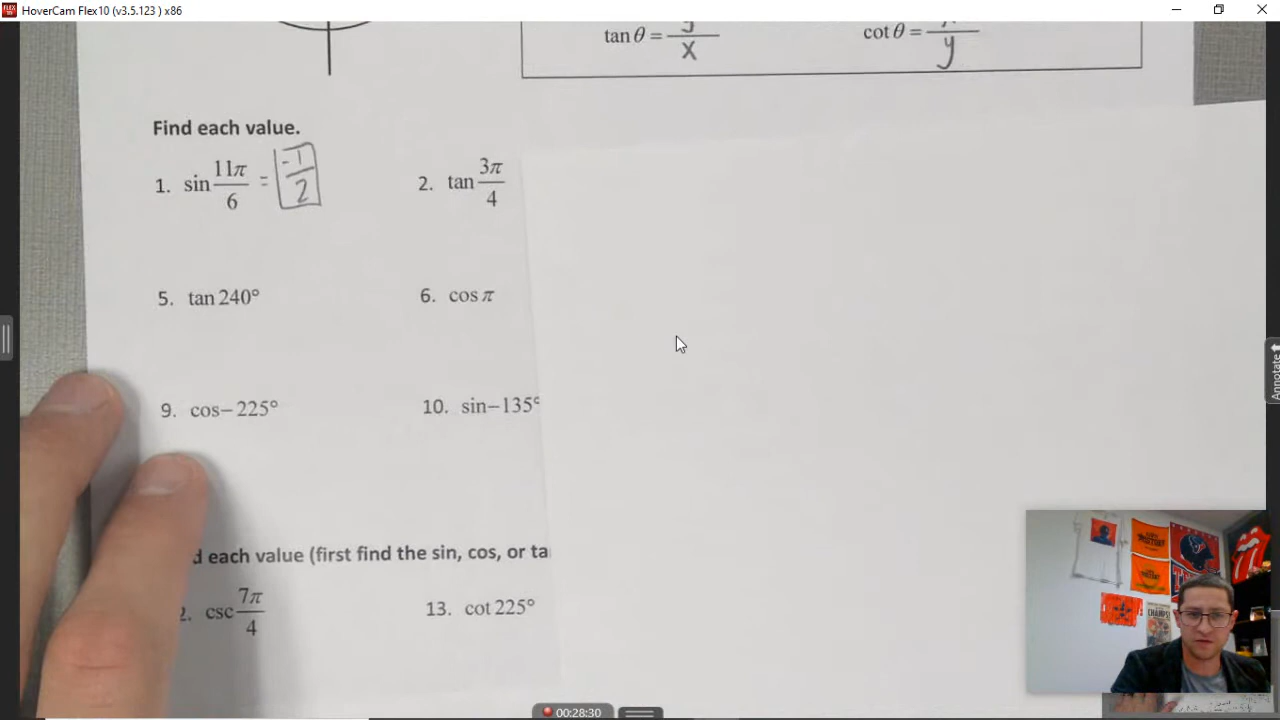 HoverCam Flex10 (v3.5.123 ) x86
tan θ = y/x
cot θ = /y
Find each value.
1. sin 11π/6 = -1/2
2. tan 3π/4
5. tan 240°
6. cos π
9. cos−225°
10. sin−135°
d each value (first find the sin, cos, or ta
2. csc 7π/4
13. cot 225°
Annotate
00:28:30